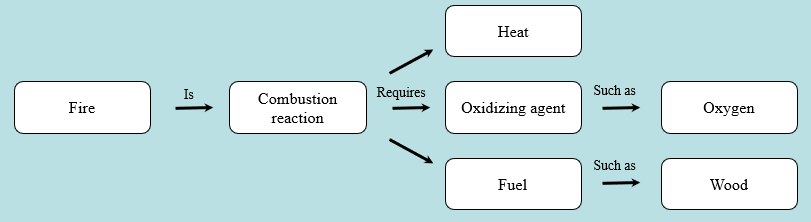 Heat
Is
Requires
Such as
Fire
Combustion
reaction
Oxidizing agent
Oxygen
Such as
Fuel
Wood